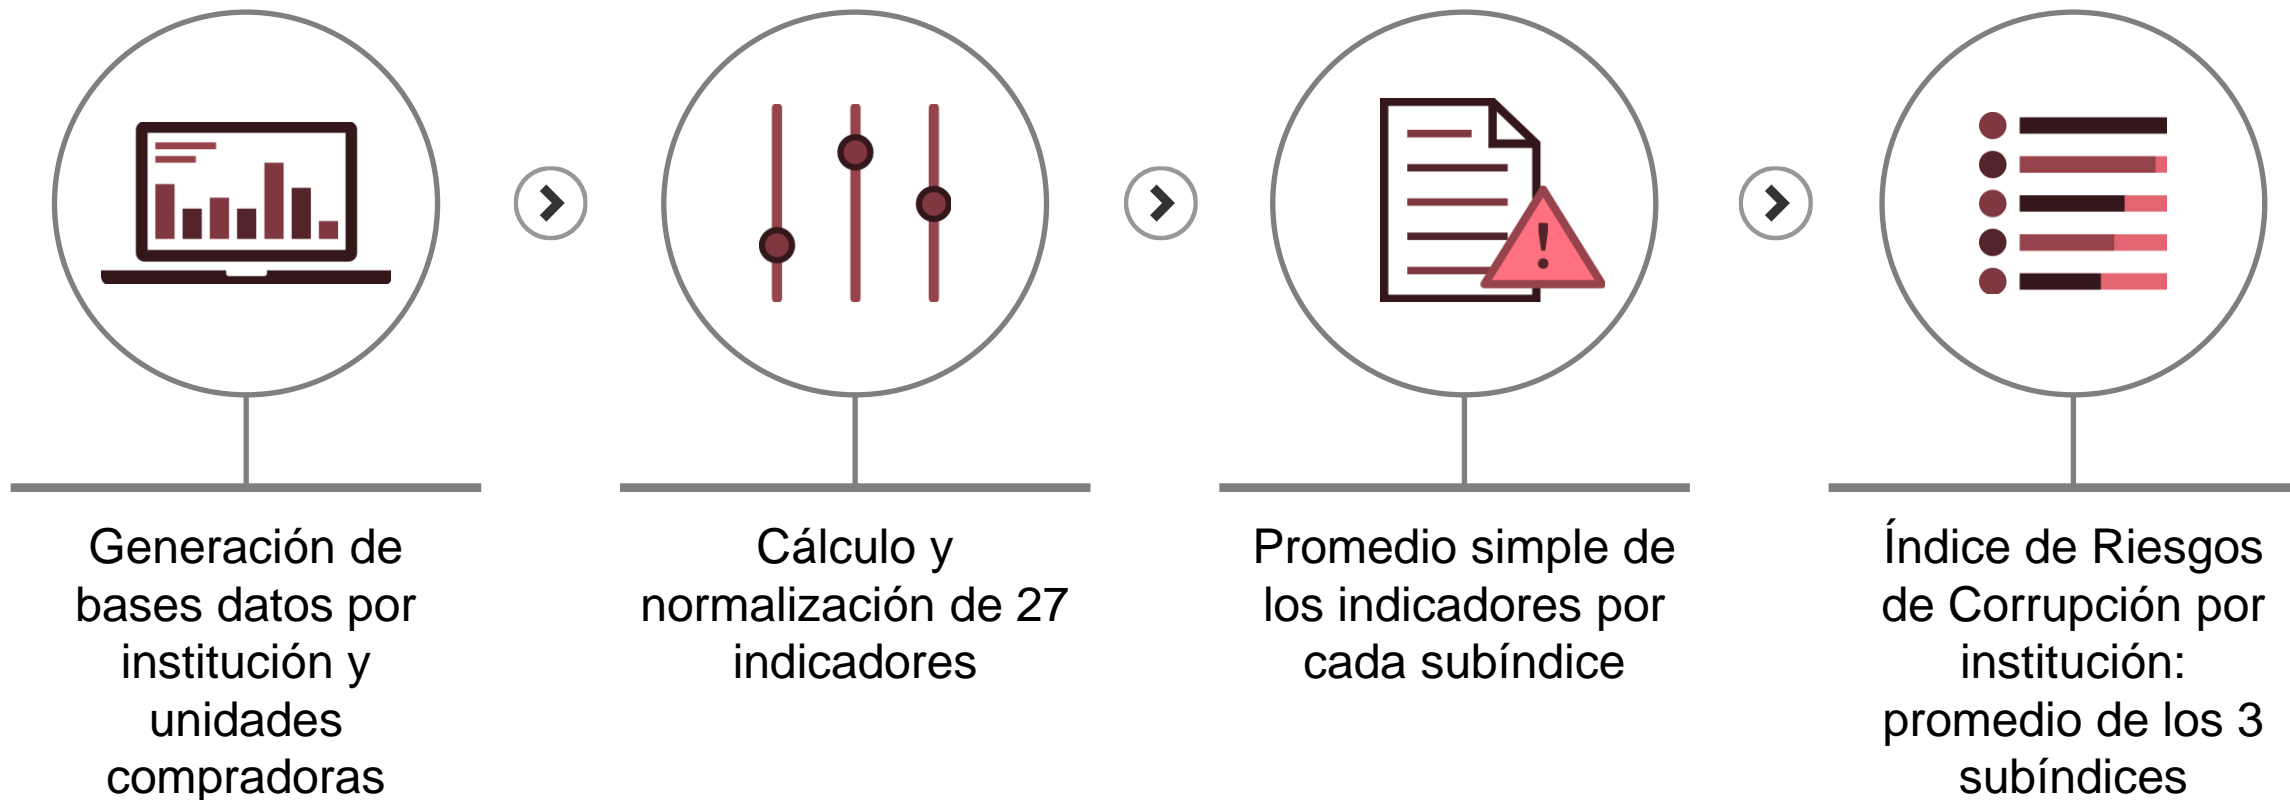 Generación de
bases datos por
institución y
unidades
compradoras
Cálculo y
normalización de 27
indicadores
Promedio simple de
los indicadores por
cada subíndice
!
Índice de Riesgos
de Corrupción por
institución:
promedio de los 3
subíndices